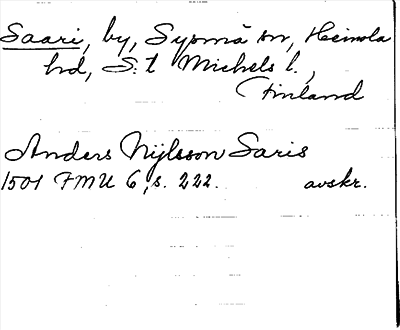 Saari, by, Sysmä sn, Heinola
hd, S:t Michels l.,
Finland
Anders Nijlsson Saris
1501 FMU 6, s. 222. avskr.